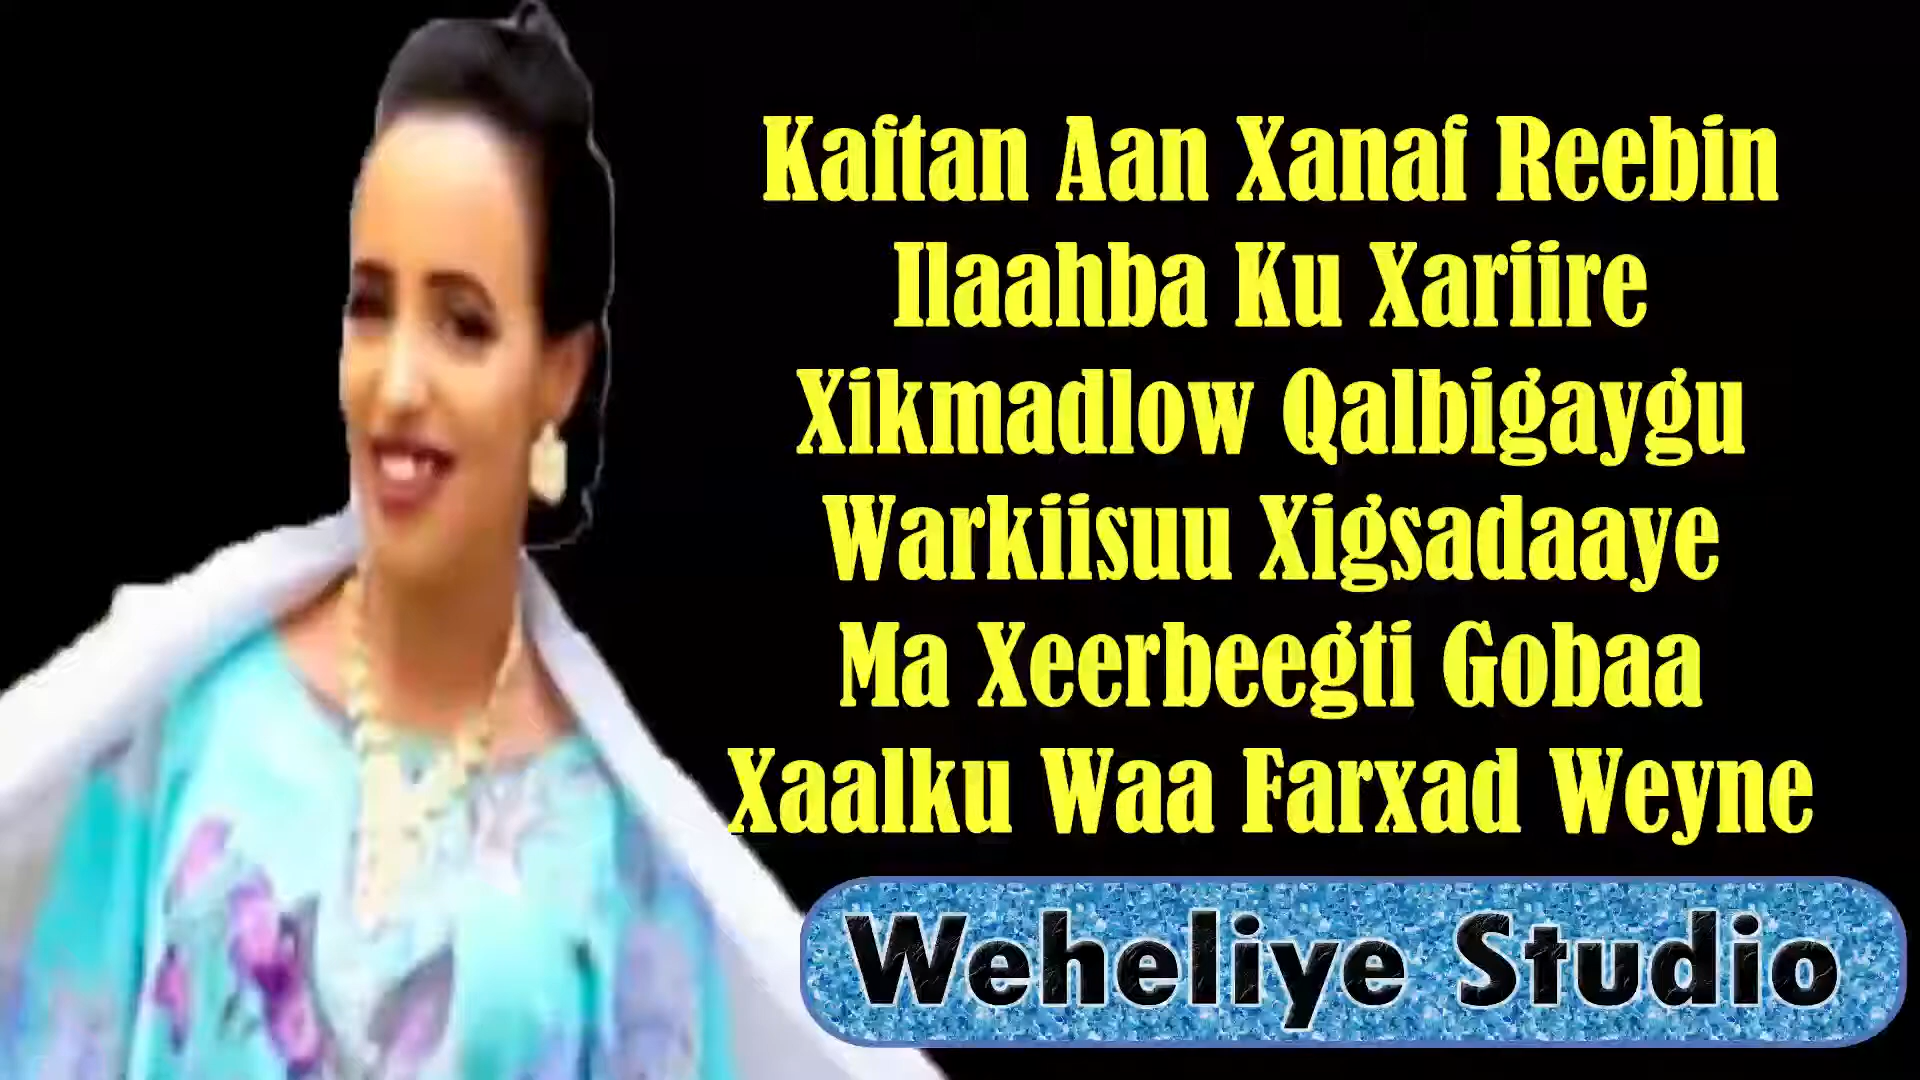 Kaftan Aan Xanaf Reebin
Ilaahba Ku Xariire
Xikmadlow Qalbigaygu
Warkiisuu Xigsadaaye
Ma Xeerbeegti Gobaa
Xaalku Waa Farxad Weyne
Weheliye Studio